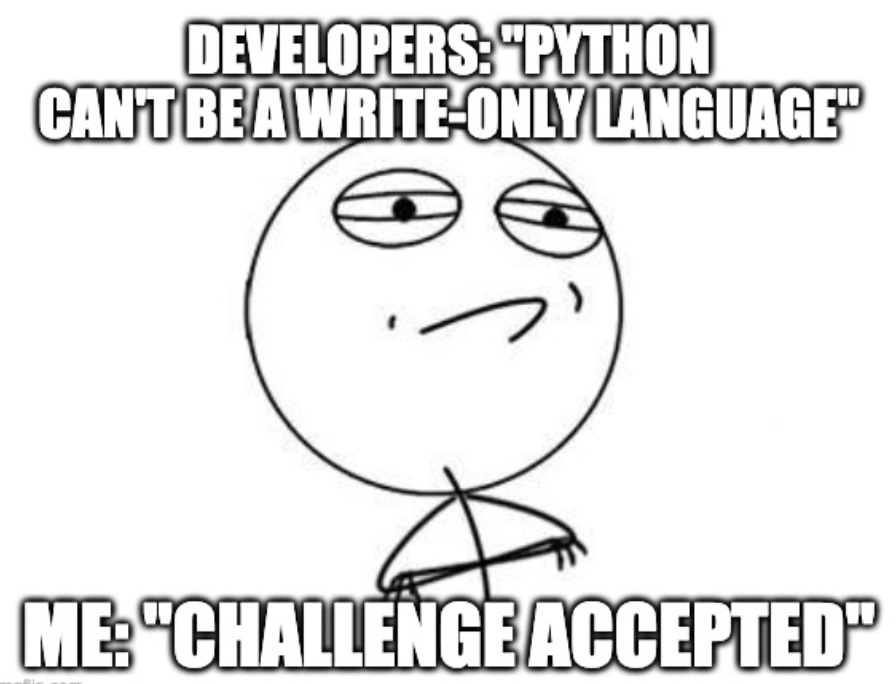 DEVELOPERS: "PYTHON
CAN'T BE A WRITE-ONLY LANGUAGE"
ME: "CHALLENGE ACCEPTED"